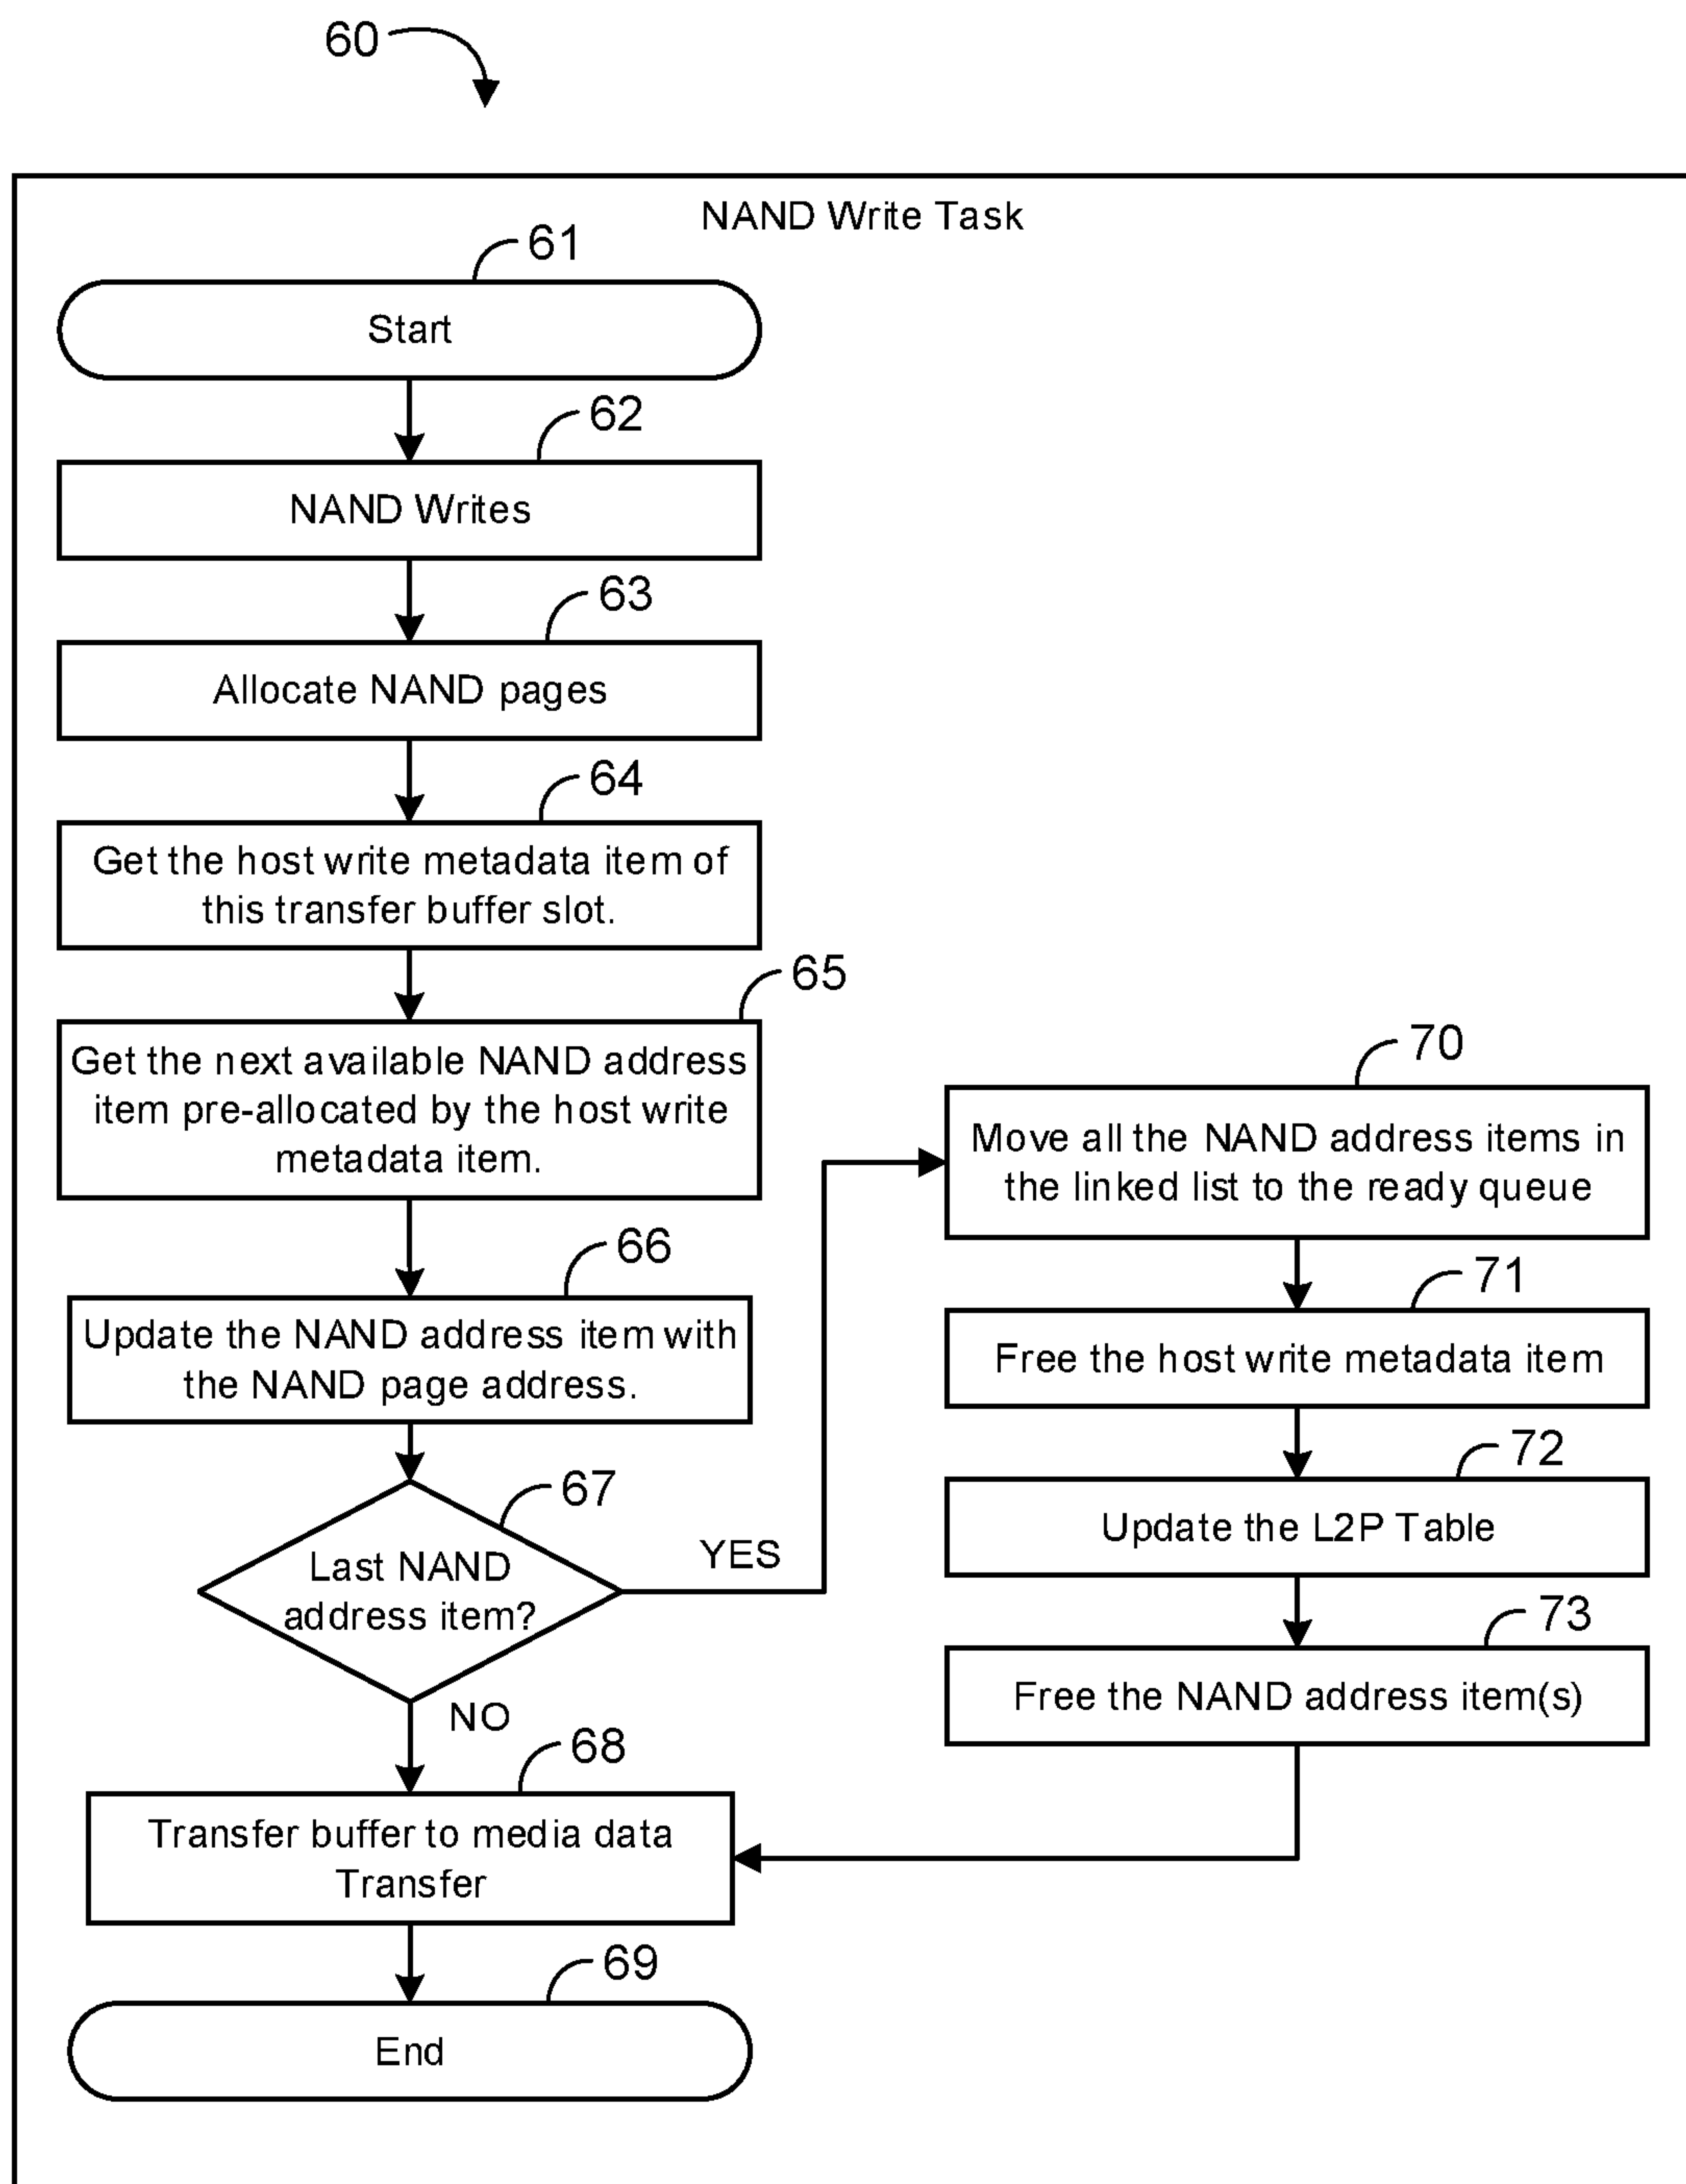 60
NAND Write Task
61
Start
62
NAND Writes
63
Allocate NAND pages
64
Get the host write metadata item of
this transfer buffer slot.
65
Get the next available NAND address
item pre-allocated by the host write
metadata item.
66
Update the NAND address item with
the NAND page address.
67
Last NAND
address item?
YES
NO
68
Transfer buffer to media data
Transfer
69
End
70
Move all the NAND address items in
the linked list to the ready queue
71
Free the host write metadata item
72
Update the L2P Table
73
Free the NAND address item(s)